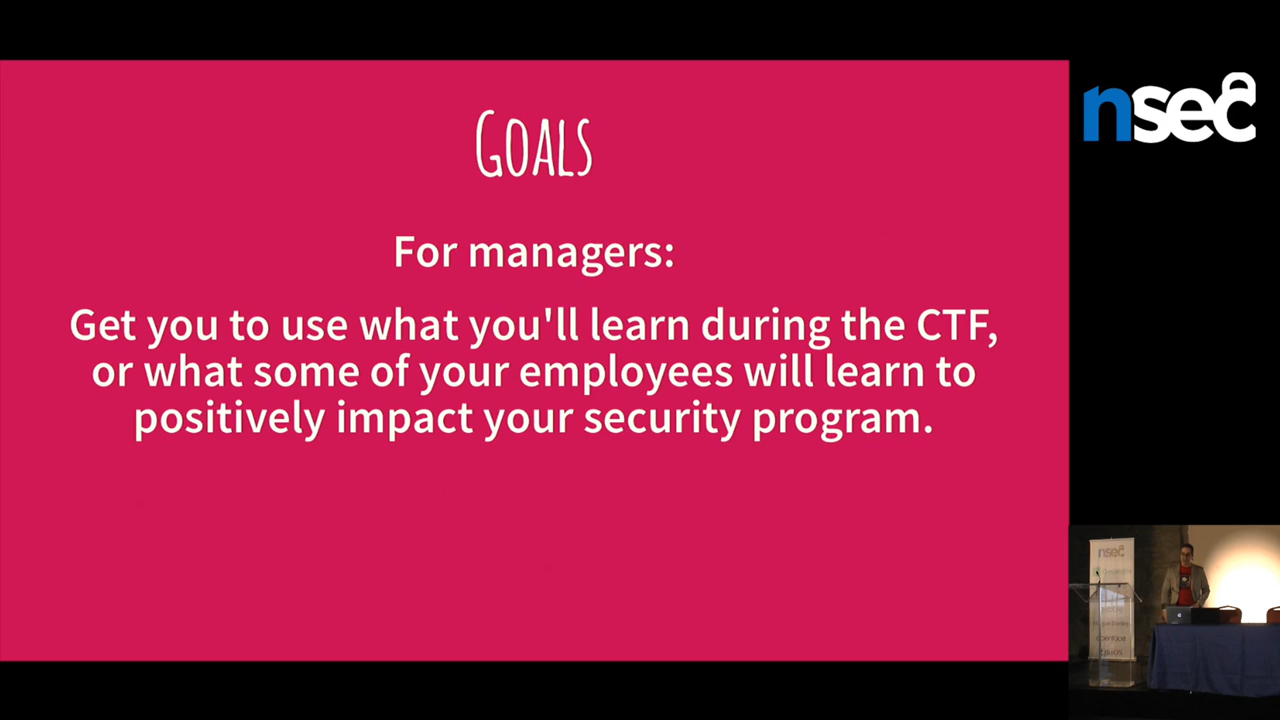 Goals
For managers:
Get you to use what you'll learn during the CTF,
or what some of your employees will learn to
positively impact your security program.
nsec
nsec